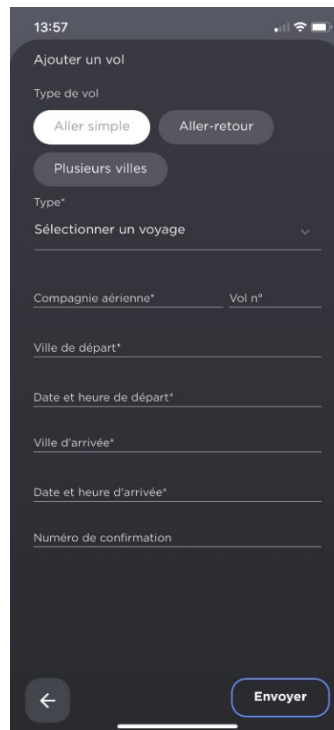 13:57
Ajouter un vol
Type de vol
Aller simple Aller-retour
Plusieurs villes
Type*
Sélectionner un voyage
Compagnie aérienne* Vol n°
Ville de départ*
Date et heure de départ*
Ville d'arrivée*
Date et heure d'arrivée*
Numéro de confirmation
Envoyer